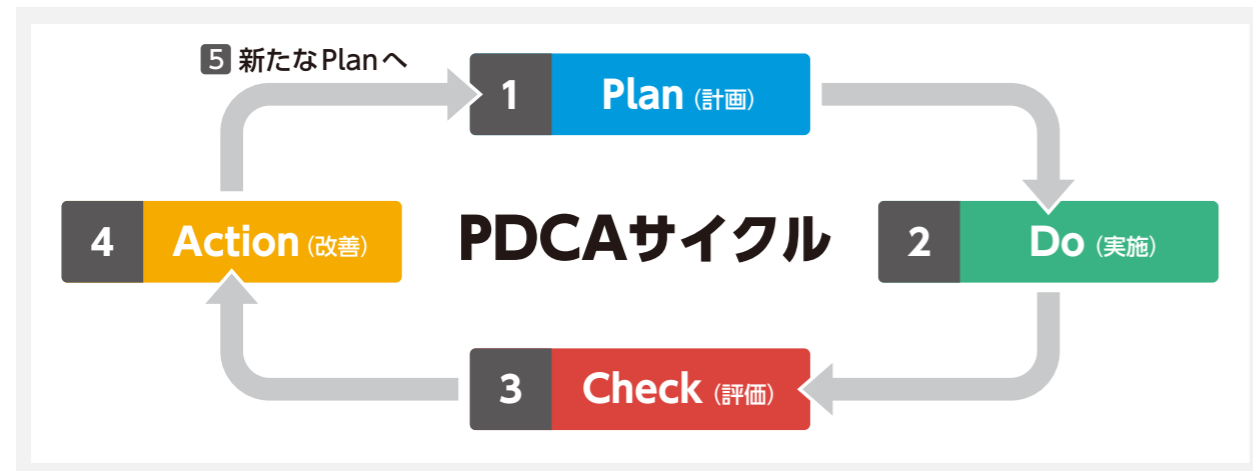 5 新たなPlanへ
1 Plan (計画)
2 Do (実施)
3 Check (評価)
4 Action (改善)
PDCAサイクル